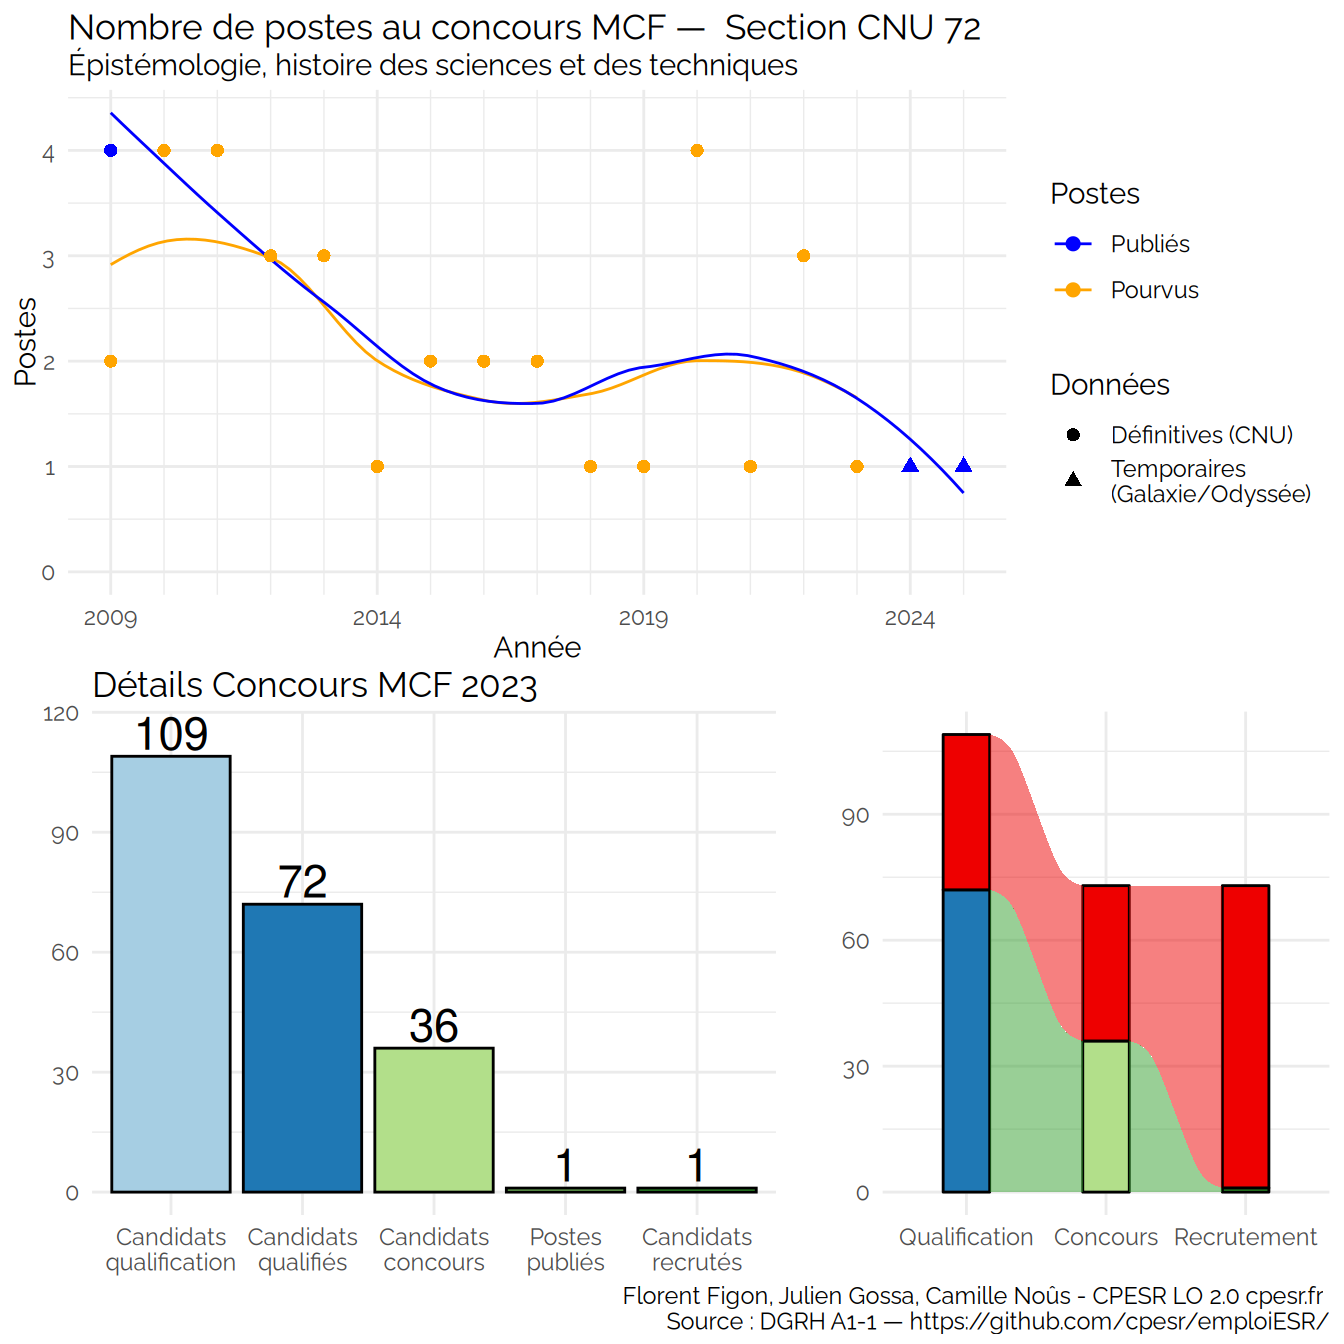 Nombre de postes au concours MCF —  Section CNU 72
Épistémologie, histoire des sciences et des techniques
Postes
4
3
2
1
0
2009
2014
2019
2024
Année
Postes
Publiés
Pourvus
Données
Définitives (CNU)
Temporaires
(Galaxie/Odyssée)
Détails Concours MCF 2023
120
90
60
30
0
109
72
36
1
1
Candidats
qualification
Candidats
qualifiés
Candidats
concours
Postes
publiés
Candidats
recrutés
90
60
30
0
Qualification
Concours
Recrutement
Florent Figon, Julien Gossa, Camille Noûs - CPESR LO 2.0 cpesr.fr
Source : DGRH A1-1 — https://github.com/cpesr/emploiESR/